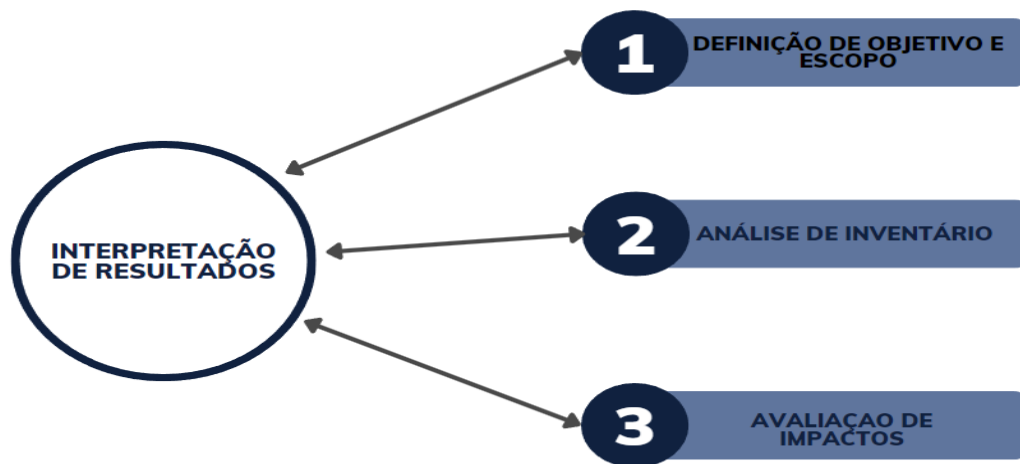 1
DEFINIÇÃO DE OBJETIVO E
ESCOPO
INTERPRETAÇÃO
DE RESULTADOS
2
ANÁLISE DE INVENTÁRIO
3
AVALIAÇAO DE
IMPACTOS